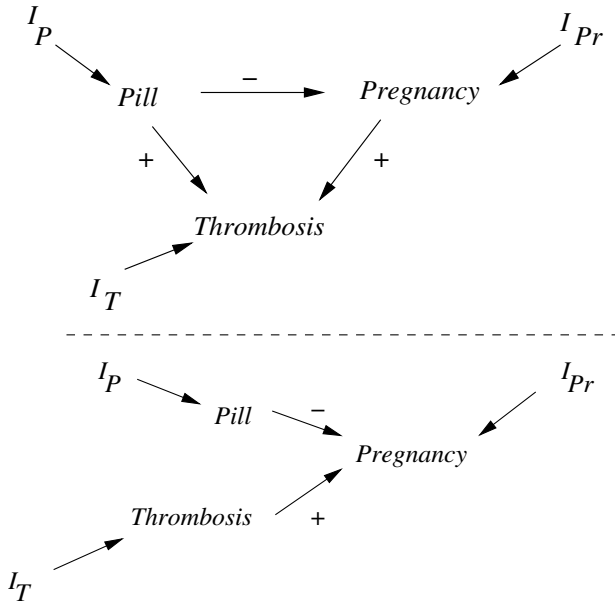 I_P
I_Pr
Pill
−
Pregnancy
+
+
Thrombosis
I_T
I_P
I_Pr
Pill
−
Pregnancy
Thrombosis
+
I_T